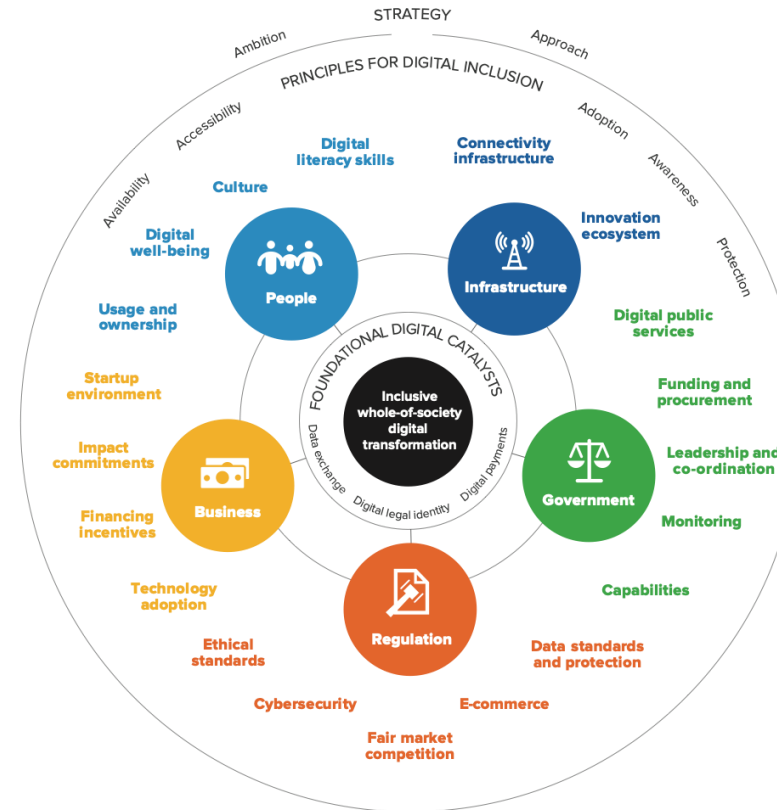 STRATEGY
Ambition
Approach
PRINCIPLES FOR DIGITAL INCLUSION
Availability
Accessibility
Adoption
Awareness
Protection
Digital
literacy skills
Culture
Digital
well-being
Usage and
ownership
People
Connectivity
infrastructure
Innovation
ecosystem
Infrastructure
Digital public
services
Funding and
procurement
Leadership and
co-ordination
Monitoring
Capabilities
Government
FOUNDATIONAL DIGITAL CATALYSTS
Inclusive
whole-of-society
digital
transformation
Data exchange
Digital legal identity
Digital payments
Startup
environment
Impact
commitments
Financing
incentives
Technology
adoption
Business
Regulation
Ethical
standards
Cybersecurity
Fair market
competition
E-commerce
Data standards
and protection